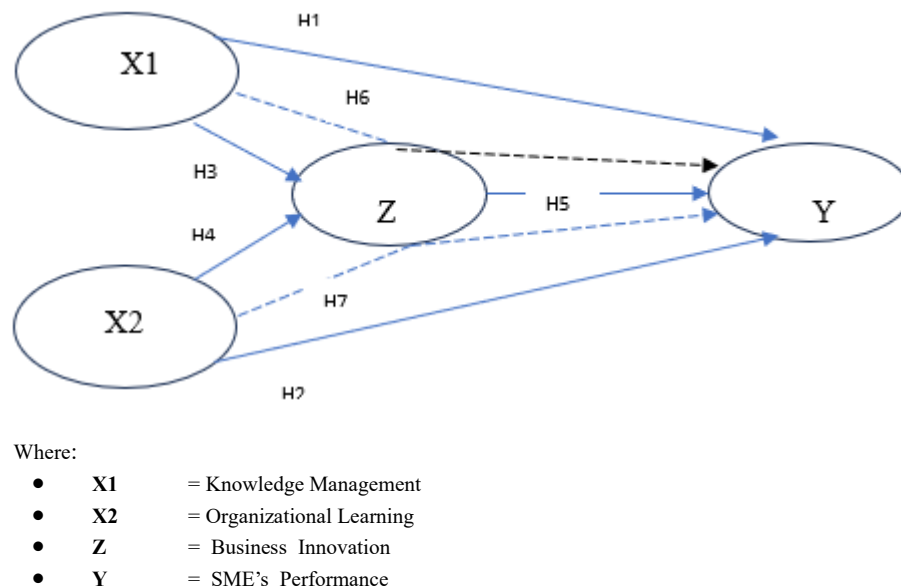 H1
X1
H6
H3
Z
H5
Y
H4
X2
H7
H2
Where:
● X1 = Knowledge Management
● X2 = Organizational Learning
● Z = Business Innovation
● Y = SME's Performance